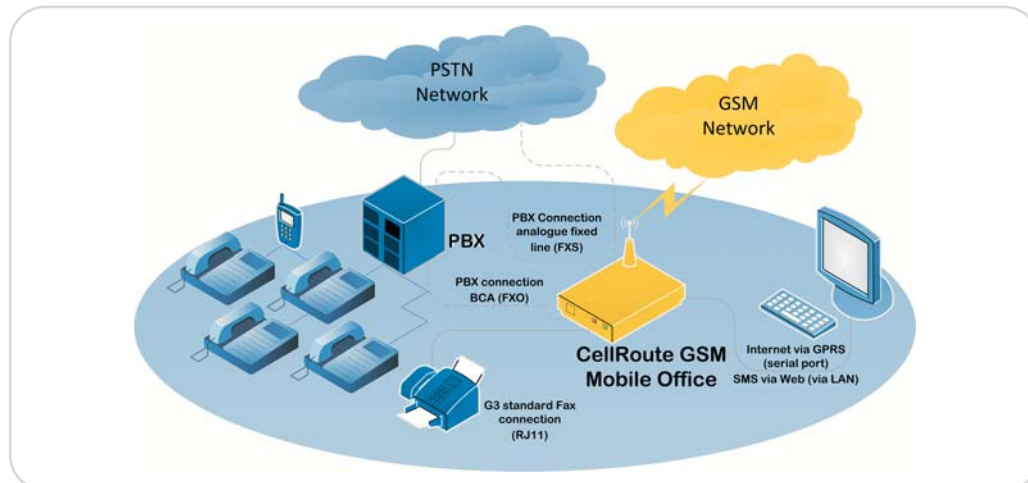 PSTN
Network
GSM
Network
PBX
PBX Connection
analogue fixed
line (FXS)
PBX connection
BCA (FXO)
CellRoute GSM
Mobile Office
Internet via GPRS
(serial port)
SMS via Web (via LAN)
G3 standard Fax
connection
(RJ11)